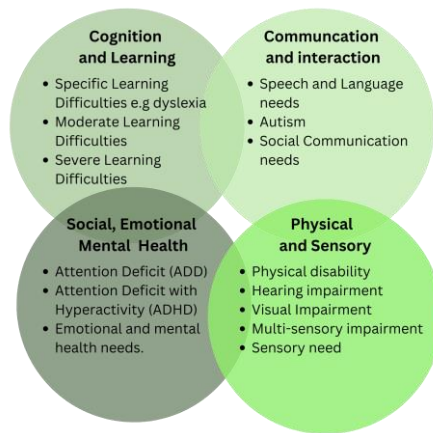 Cognition
and Learning
• Specific Learning
Difficulties e.g dyslexia
• Moderate Learning
Difficulties
• Severe Learning
Difficulties
Communcation
and interaction
• Speech and Language
needs
• Autism
• Social Communication
needs
Social, Emotional
Mental Health
• Attention Deficit (ADD)
• Attention Deficit with
Hyperactivity (ADHD)
• Emotional and mental
health needs.
Physical
and Sensory
• Physical disability
• Hearing impairment
• Visual Impairment
• Multi-sensory impairment
• Sensory need